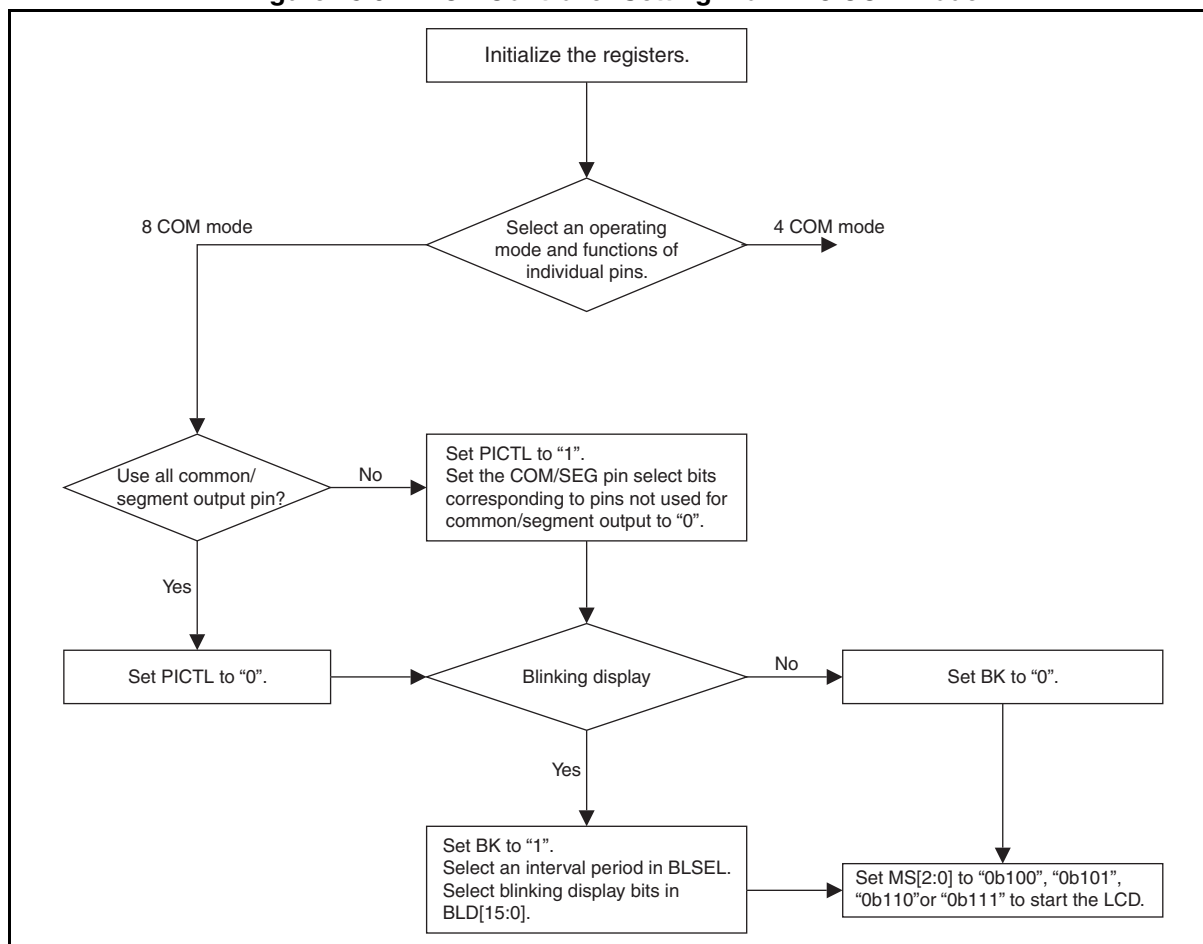 Initialize the registers.
8 COM mode
Select an operating
mode and functions of
individual pins.
4 COM mode
Use all common/
segment output pin?
No
Set PICTL to “1”.
Set the COM/SEG pin select bits
corresponding to pins not used for
common/segment output to “0”.
Yes
Set PICTL to “0”.
Blinking display
No
Set BK to “0”.
Yes
Set BK to “1”.
Select an interval period in BLSEL.
Select blinking display bits in
BLD[15:0].
Set MS[2:0] to “0b100”, “0b101”,
“0b110”or “0b111” to start the LCD.